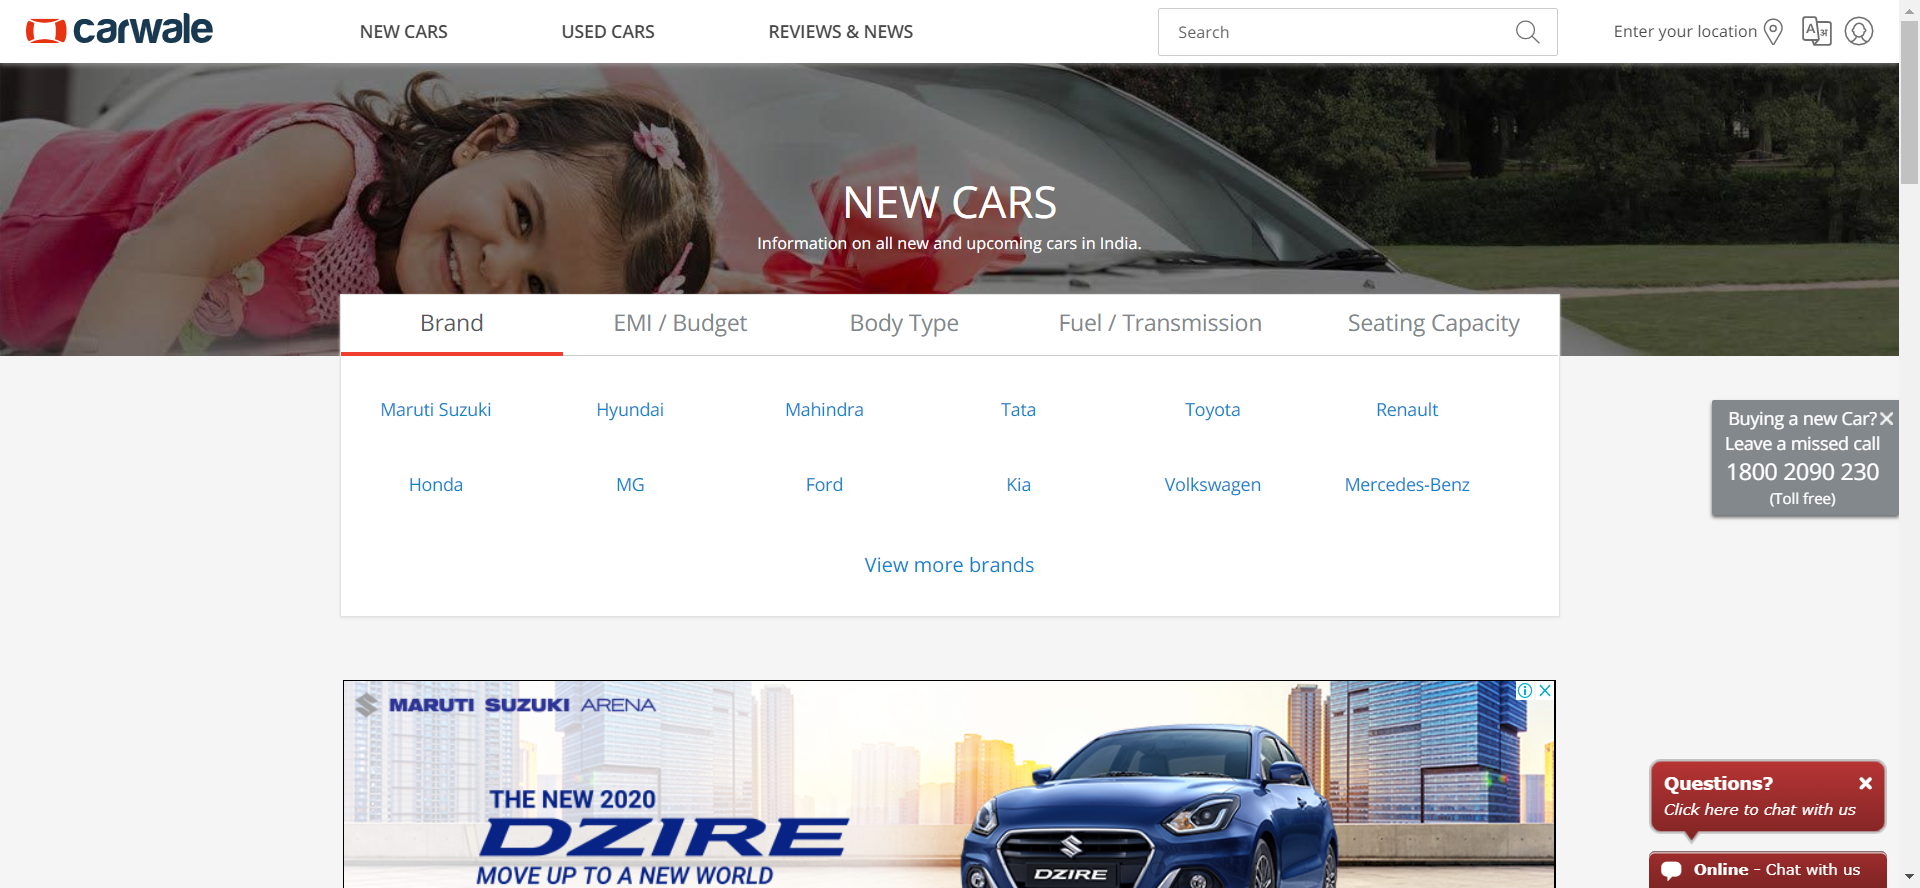 carwale
NEW CARS
USED CARS
REVIEWS & NEWS
Search
Enter your location
NEW CARS
Information on all new and upcoming cars in India.
Brand
EMI / Budget
Body Type
Fuel / Transmission
Seating Capacity
Maruti Suzuki
Hyundai
Mahindra
Tata
Toyota
Renault
Honda
MG
Ford
Kia
Volkswagen
Mercedes-Benz
View more brands
Buying a new Car?
Leave a missed call
1800 2090 230
(Toll free)
MARUTI SUZUKI ARENA
THE NEW 2020
DZIRE
MOVE UP TO A NEW WORLD
DZIRE
Questions?
Click here to chat with us
Online - Chat with us